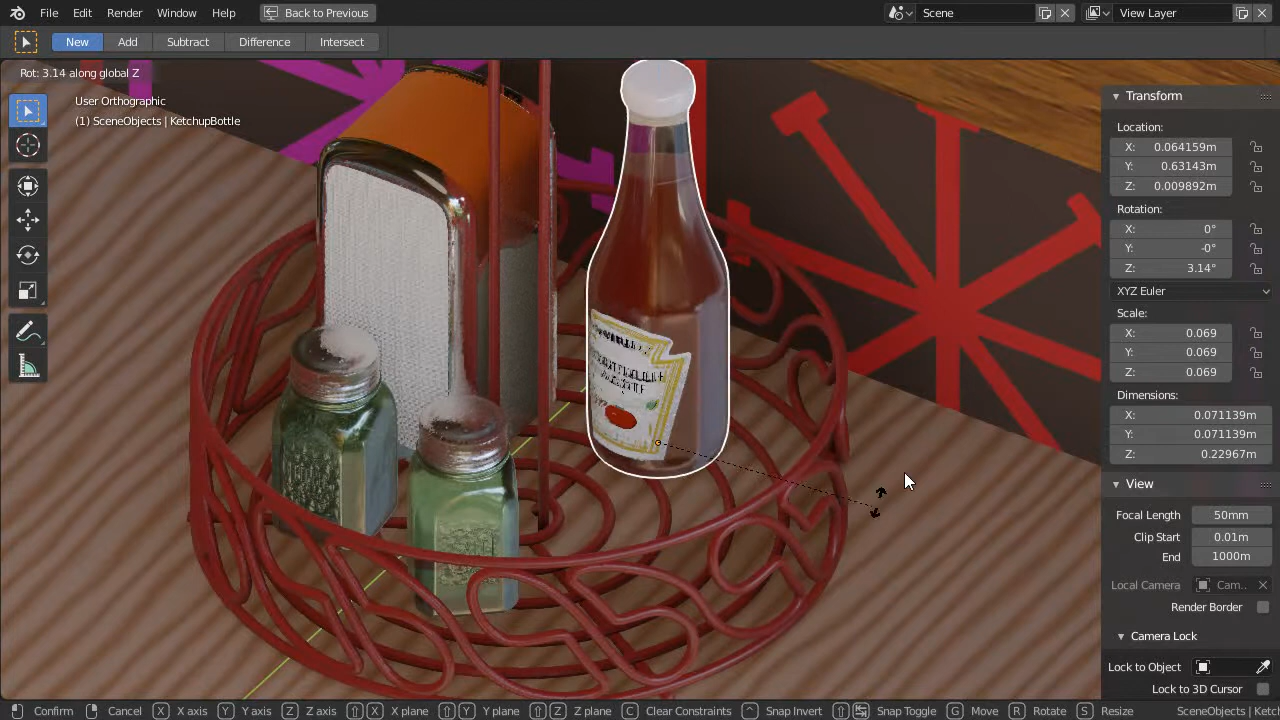 File Edit Render Window Help Back to Previous Scene View Layer
New Add Subtract Difference Intersect
Rot: 3.14 along global Z
User Orthographic
(1) SceneObjects | KetchupBottle
Transform
Location:
X: 0.064159m
Y: 0.63143m
Z: 0.009892m
Rotation:
X: 0°
Y: -0°
Z: 3.14°
XYZ Euler
Scale:
X: 0.069
Y: 0.069
Z: 0.069
Dimensions:
X: 0.071139m
Y: 0.071139m
Z: 0.22967m
View
Focal Length 50mm
Clip Start 0.01m
End 1000m
Local Camera Cam..
Render Border
Camera Lock
Lock to Object
Lock to 3D Cursor
Confirm Cancel X X axis Y Y axis Z Z axis X X plane Y Y plane Z Z plane C Clear Constraints Snap Invert Snap Toggle G Move R Rotate S Resize SceneObjects | Ketch